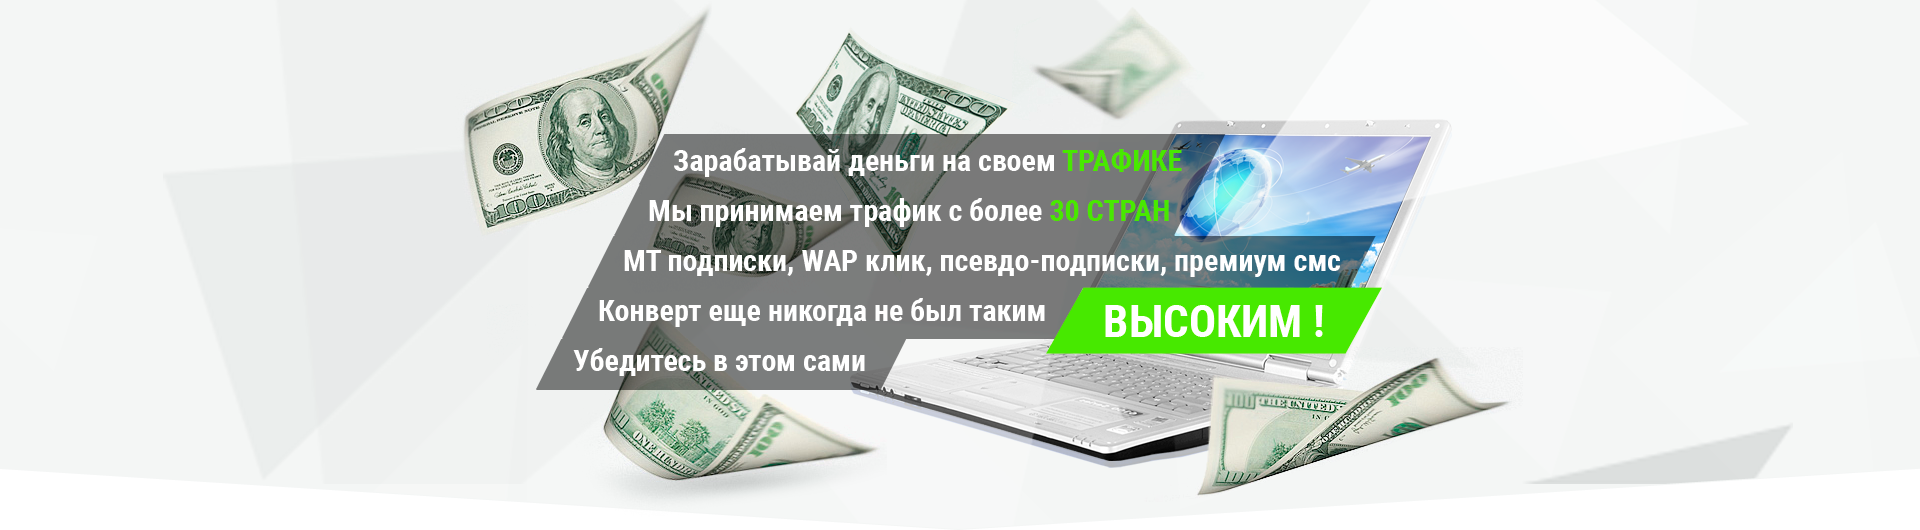 Зарабатывай деньги на своем ТРАФИКЕ
Мы принимаем трафик с более 30 СТРАН
МТ подписки, WAP клик, псевдо-подписки, премиум смс
Конверт еще никогда не был таким ВЫСОКИМ !
Убедитесь в этом сами